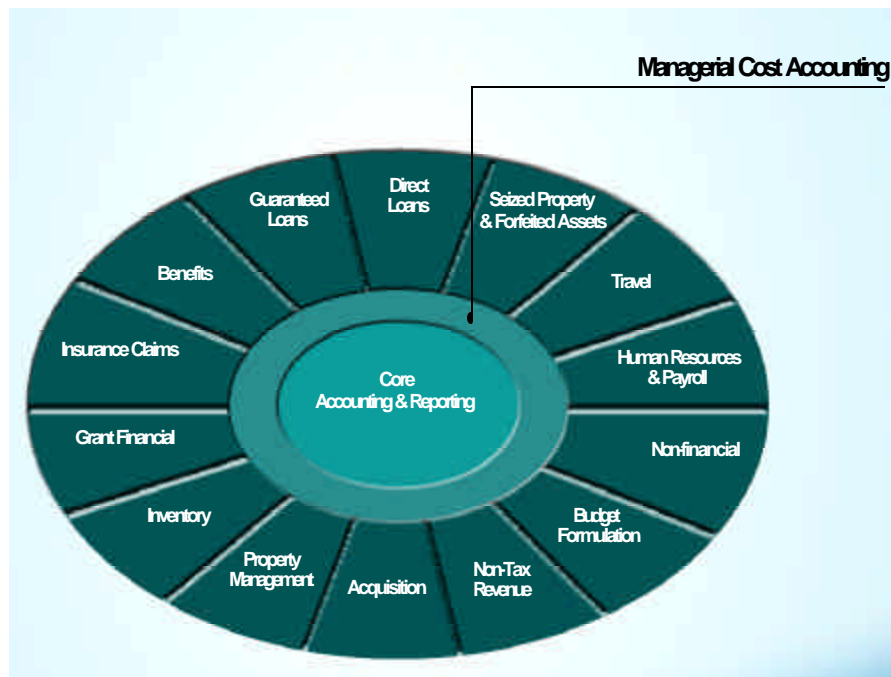 Managerial Cost Accounting
Direct
Loans
Seized Property
& Forfeited Assets
Travel
Human Resources
& Payroll
Non-financial
Budget
Formulation
Non-Tax
Revenue
Acquisition
Property
Management
Inventory
Grant Financial
Insurance Claims
Benefits
Guaranteed
Loans
Core
Accounting & Reporting